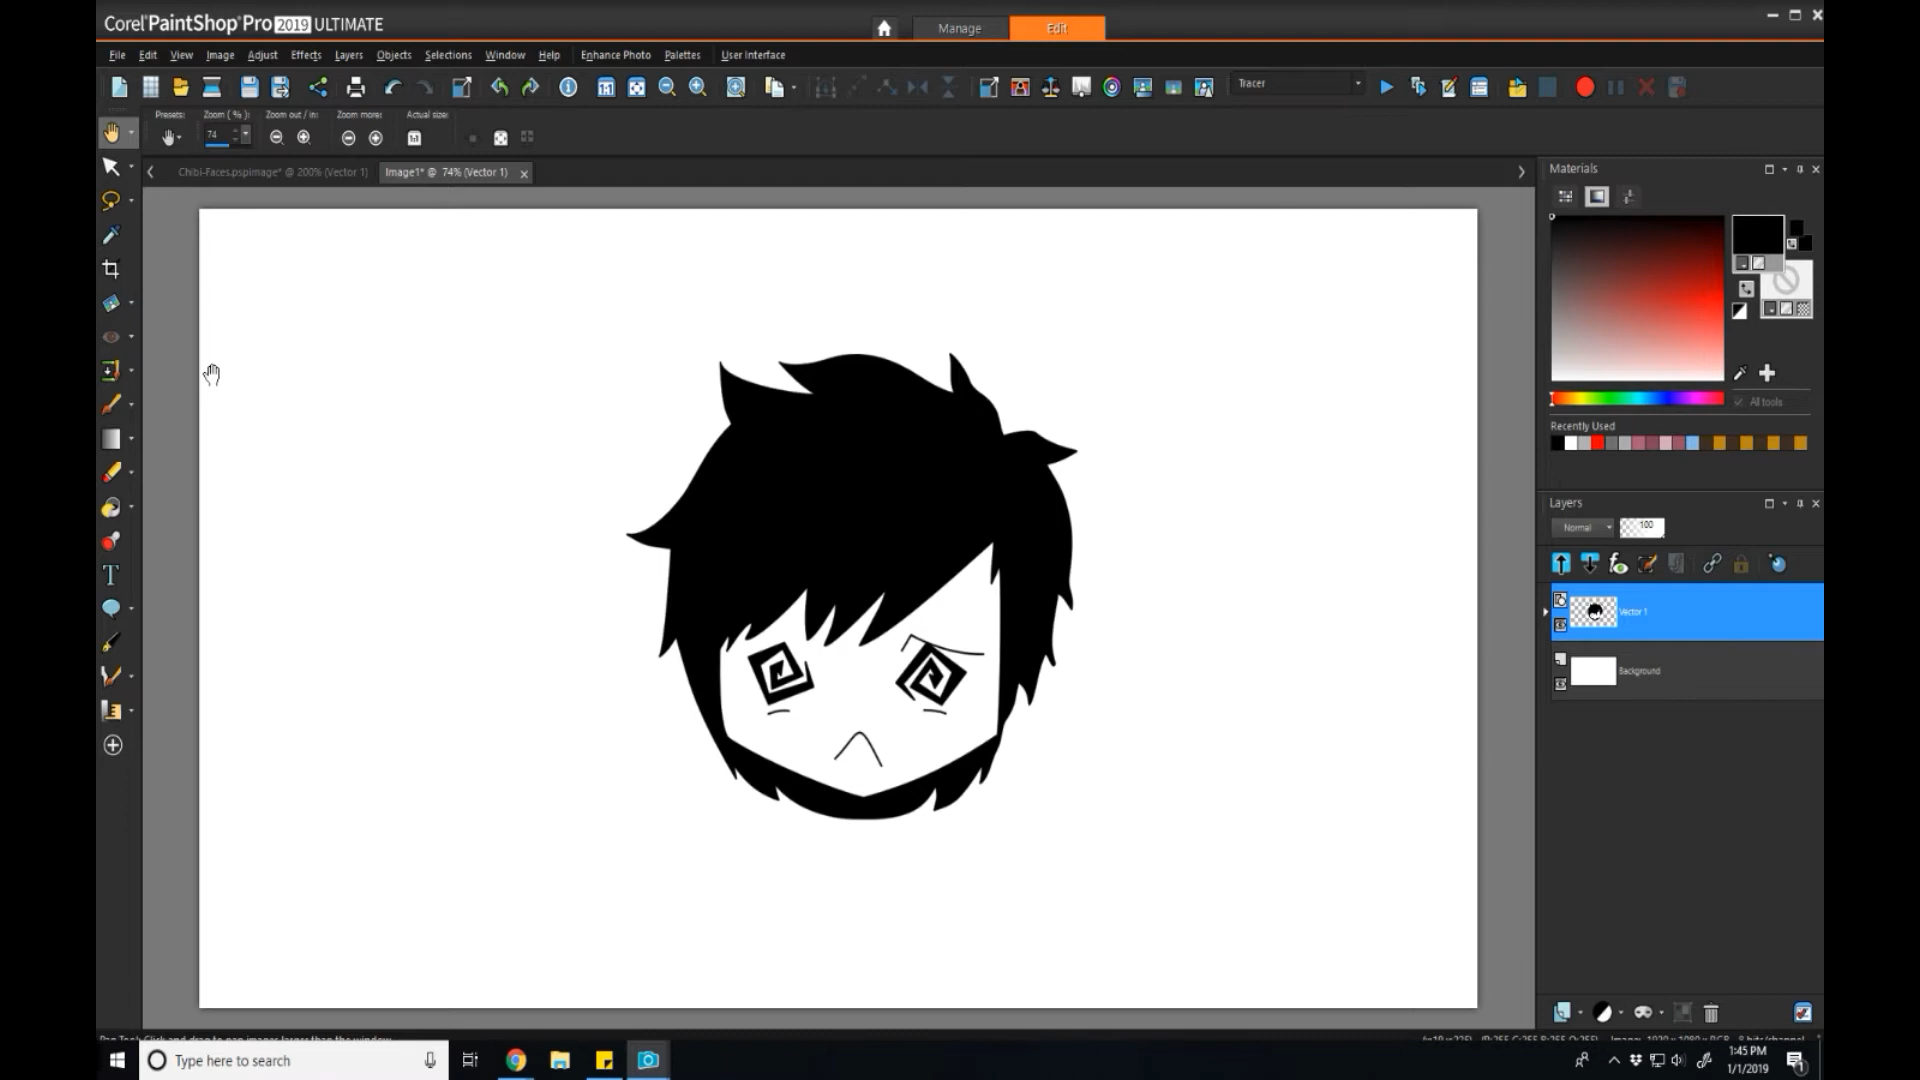 Corel PaintShop Pro 2019 ULTIMATE
Manage
Edit
File Edit View Image Adjust Effects Layers Objects Selections Window Help Enhance Photo Palettes User Interface
Tracer
Presets: Zoom (%): Zoom out / in: Zoom more: Actual size:
74
Chibi-Faces.pspimage* @ 200% (Vector 1)
Image1* @ 74% (Vector 1)
Materials
All tools
Recently Used
Layers
Normal
100
Vector 1
Background
Type here to search
1:45 PM
1/1/2019